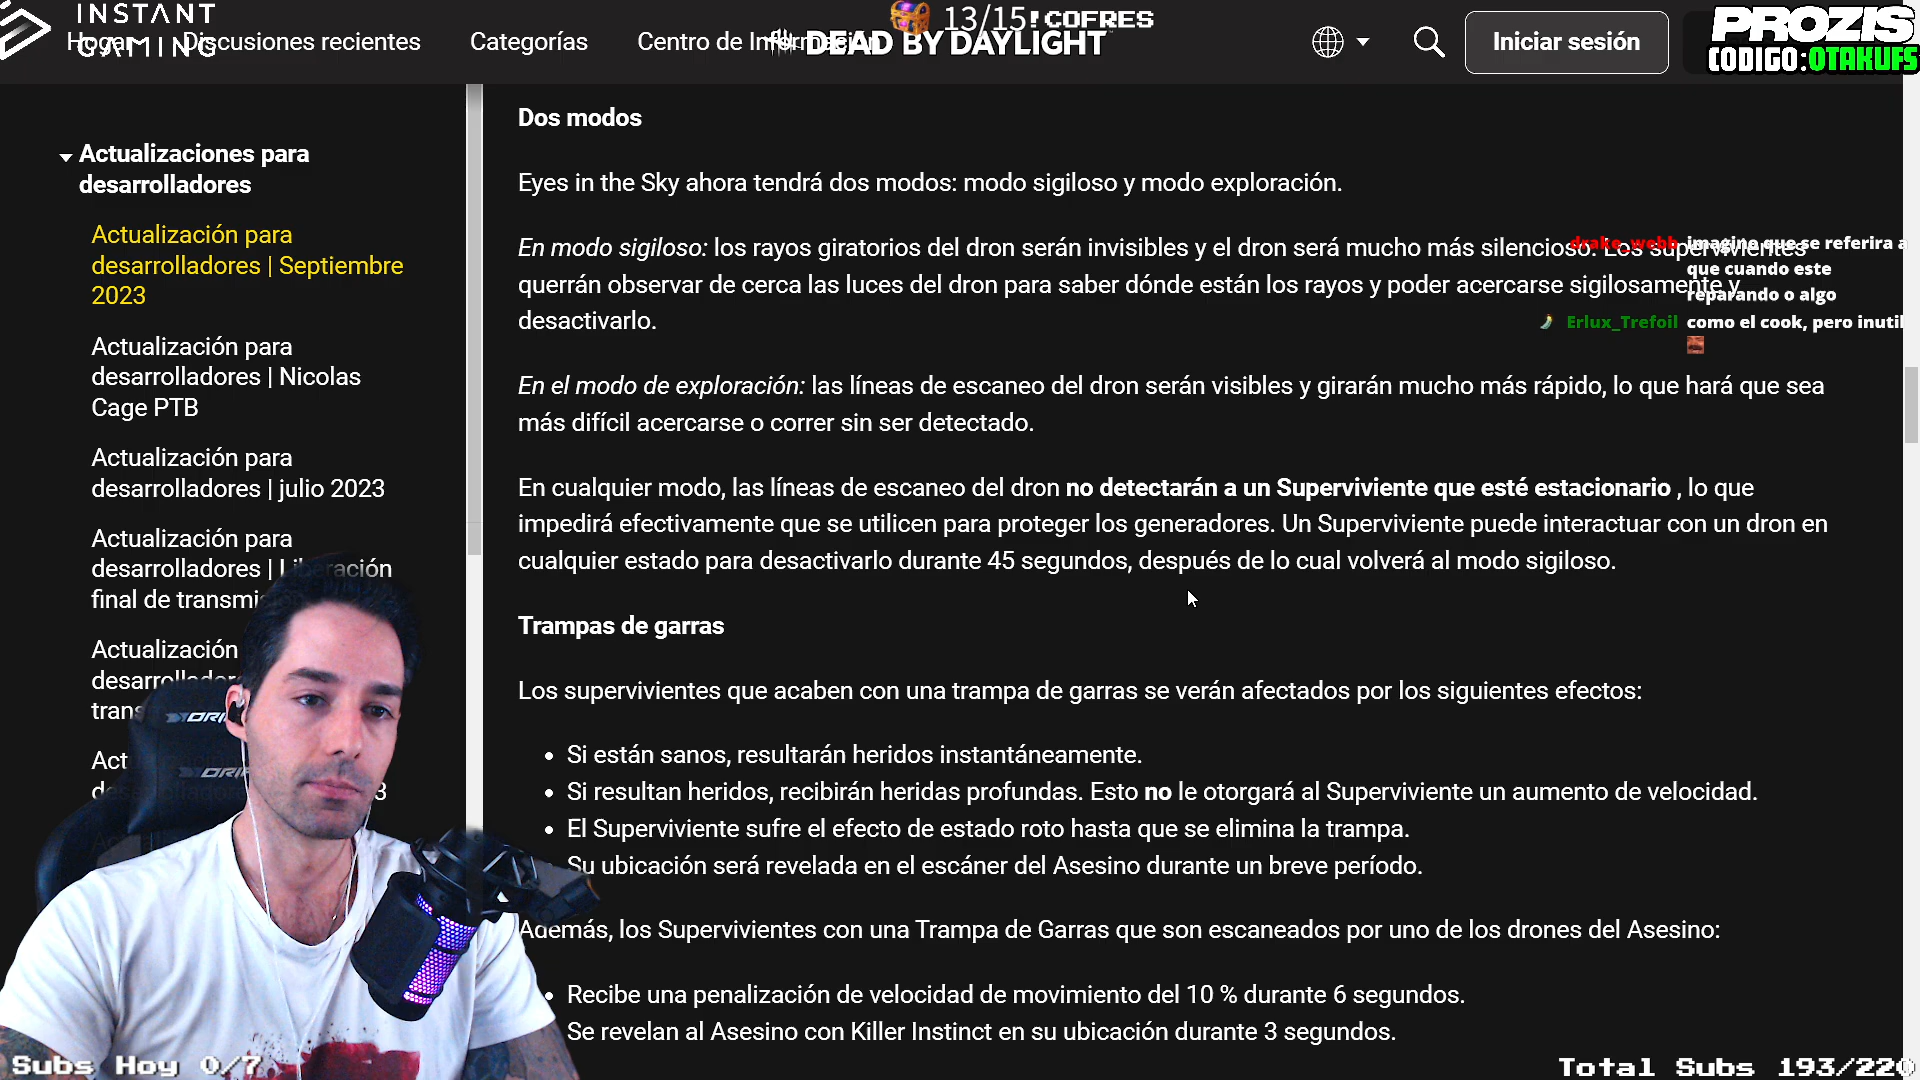 INSTANT
GAMING
13/15
!COFRES
Hogar
Discusiones recientes
Categorías
Centro de Información
DEAD BY DAYLIGHT
Iniciar sesión
PROZIS
CODIGO:OTAKUFS
Actualizaciones para
desarrolladores
Actualización para
desarrolladores | Septiembre
2023
Actualización para
desarrolladores | Nicolas
Cage PTB
Actualización para
desarrolladores | julio 2023
Actualización para
desarrolladores | Liberación
final de transmi
Actualización
desarrollador
trans
Act
desarrollador 3
Dos modos
Eyes in the Sky ahora tendrá dos modos: modo sigiloso y modo exploración.
En modo sigiloso: los rayos giratorios del dron serán invisibles y el dron será mucho más silencioso. Los supervivientes
querrán observar de cerca las luces del dron para saber dónde están los rayos y poder acercarse sigilosamente y
desactivarlo.
En el modo de exploración: las líneas de escaneo del dron serán visibles y girarán mucho más rápido, lo que hará que sea
más difícil acercarse o correr sin ser detectado.
En cualquier modo, las líneas de escaneo del dron no detectarán a un Superviviente que esté estacionario , lo que
impedirá efectivamente que se utilicen para proteger los generadores. Un Superviviente puede interactuar con un dron en
cualquier estado para desactivarlo durante 45 segundos, después de lo cual volverá al modo sigiloso.
Trampas de garras
Los supervivientes que acaben con una trampa de garras se verán afectados por los siguientes efectos:
Si están sanos, resultarán heridos instantáneamente.
Si resultan heridos, recibirán heridas profundas. Esto no le otorgará al Superviviente un aumento de velocidad.
El Superviviente sufre el efecto de estado roto hasta que se elimina la trampa.
Su ubicación será revelada en el escáner del Asesino durante un breve período.
Además, los Supervivientes con una Trampa de Garras que son escaneados por uno de los drones del Asesino:
Recibe una penalización de velocidad de movimiento del 10 % durante 6 segundos.
Se revelan al Asesino con Killer Instinct en su ubicación durante 3 segundos.
drake_webb imagino que se referira a
que cuando este
reparando o algo
Erlux_Trefoil como el cook, pero inutil
DRIF
DRIF
Subs Hoy 0/7
Total Subs 193/220